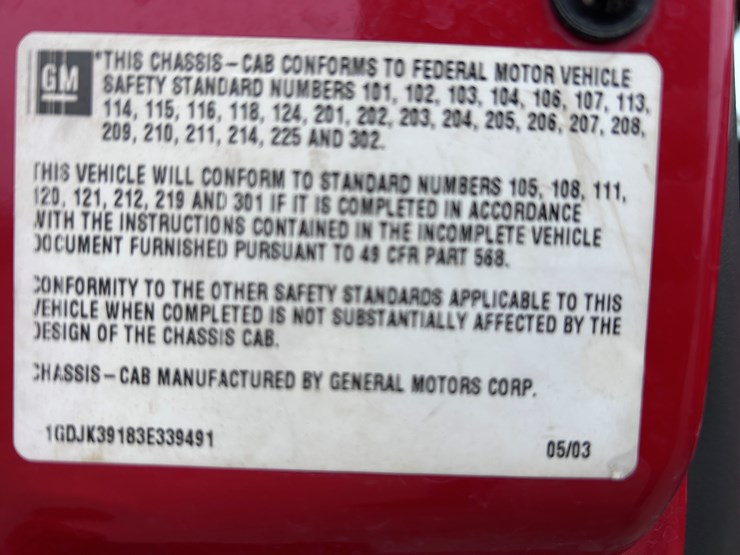 GM
"THIS CHASSIS-CAB CONFORMS TO FEDERAL MOTOR VEHICLE
SAFETY STANDARD NUMBERS 101, 102, 103, 104, 106, 107, 113,
114, 115, 116, 118, 124, 201, 202, 203, 204, 205, 206, 207, 208,
209, 210, 211, 214, 225 AND 302.
THIS VEHICLE WILL CONFORM TO STANDARD NUMBERS 105, 108, 111,
120, 121, 212, 219 AND 301 IF IT IS COMPLETED IN ACCORDANCE
WITH THE INSTRUCTIONS CONTAINED IN THE INCOMPLETE VEHICLE
DOCUMENT FURNISHED PURSUANT TO 49 CFR PART 568.
CONFORMITY TO THE OTHER SAFETY STANDARDS APPLICABLE TO THIS
VEHICLE WHEN COMPLETED IS NOT SUBSTANTIALLY AFFECTED BY THE
DESIGN OF THE CHASSIS CAB.
CHASSIS-CAB MANUFACTURED BY GENERAL MOTORS CORP.
1GDJK39183E339491
05/03